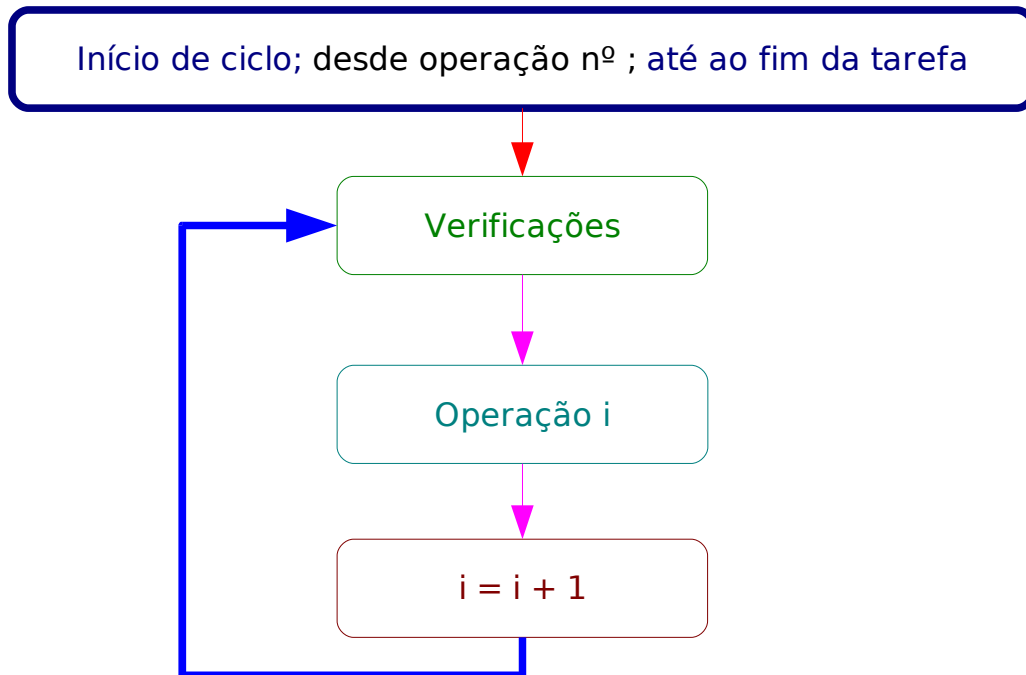 Início de ciclo; desde operação nº ; até ao fim da tarefa
Verificações
Operação i
i = i + 1